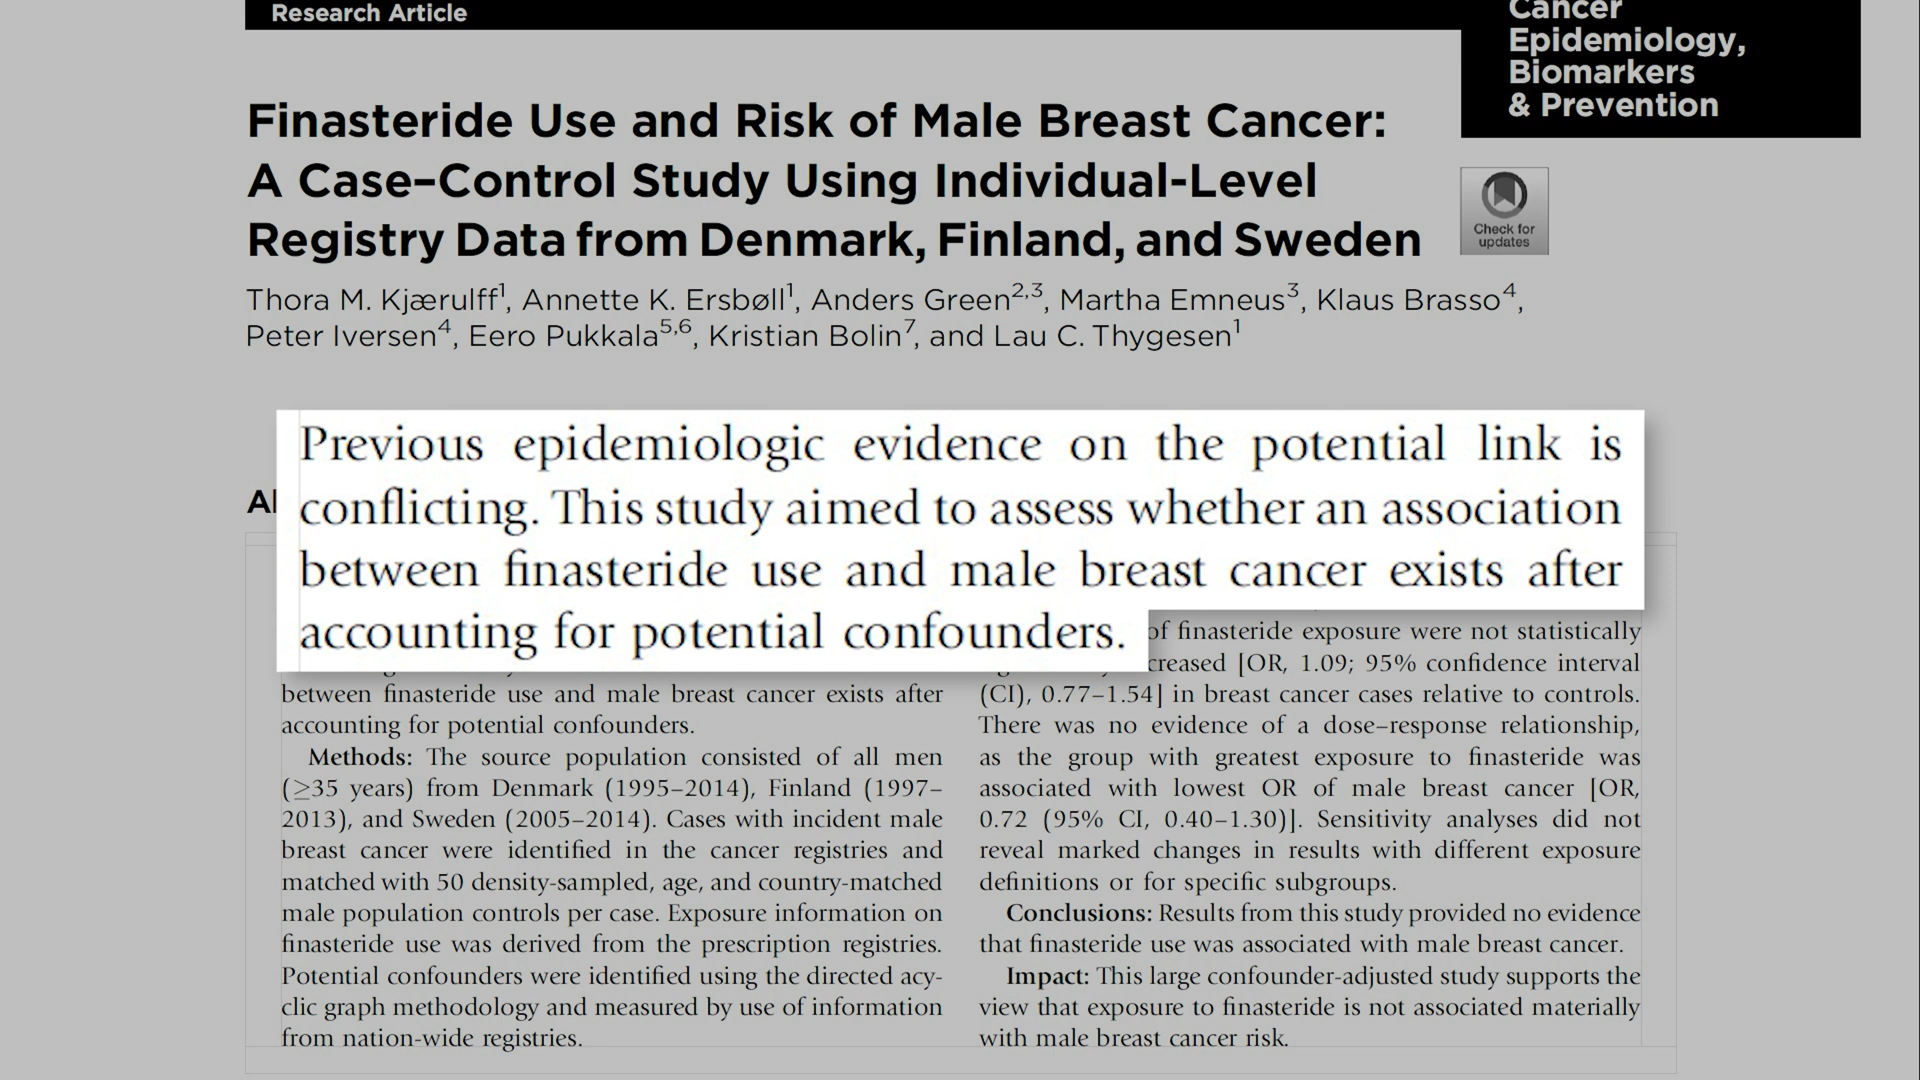 Research Article
Cancer
Epidemiology,
Biomarkers
& Prevention
Finasteride Use and Risk of Male Breast Cancer:
A Case–Control Study Using Individual-Level
Registry Data from Denmark, Finland, and Sweden
Check for
updates
Thora M. Kjærulff1, Annette K. Ersbøll1, Anders Green2,3, Martha Emneus3, Klaus Brasso4,
Peter Iversen4, Eero Pukkala5,6, Kristian Bolin7, and Lau C. Thygesen1
Previous epidemiologic evidence on the potential link is
conflicting. This study aimed to assess whether an association
between finasteride use and male breast cancer exists after
accounting for potential confounders.
between finasteride use and male breast cancer exists after
accounting for potential confounders.
Methods: The source population consisted of all men
(≥35 years) from Denmark (1995–2014), Finland (1997–
2013), and Sweden (2005–2014). Cases with incident male
breast cancer were identified in the cancer registries and
matched with 50 density-sampled, age, and country-matched
male population controls per case. Exposure information on
finasteride use was derived from the prescription registries.
Potential confounders were identified using the directed acy-
clic graph methodology and measured by use of information
from nation-wide registries.
of finasteride exposure were not statistically
creased [OR, 1.09; 95% confidence interval
(CI), 0.77–1.54] in breast cancer cases relative to controls.
There was no evidence of a dose–response relationship,
as the group with greatest exposure to finasteride was
associated with lowest OR of male breast cancer [OR,
0.72 (95% CI, 0.40–1.30)]. Sensitivity analyses did not
reveal marked changes in results with different exposure
definitions or for specific subgroups.
Conclusions: Results from this study provided no evidence
that finasteride use was associated with male breast cancer.
Impact: This large confounder-adjusted study supports the
view that exposure to finasteride is not associated materially
with male breast cancer risk.